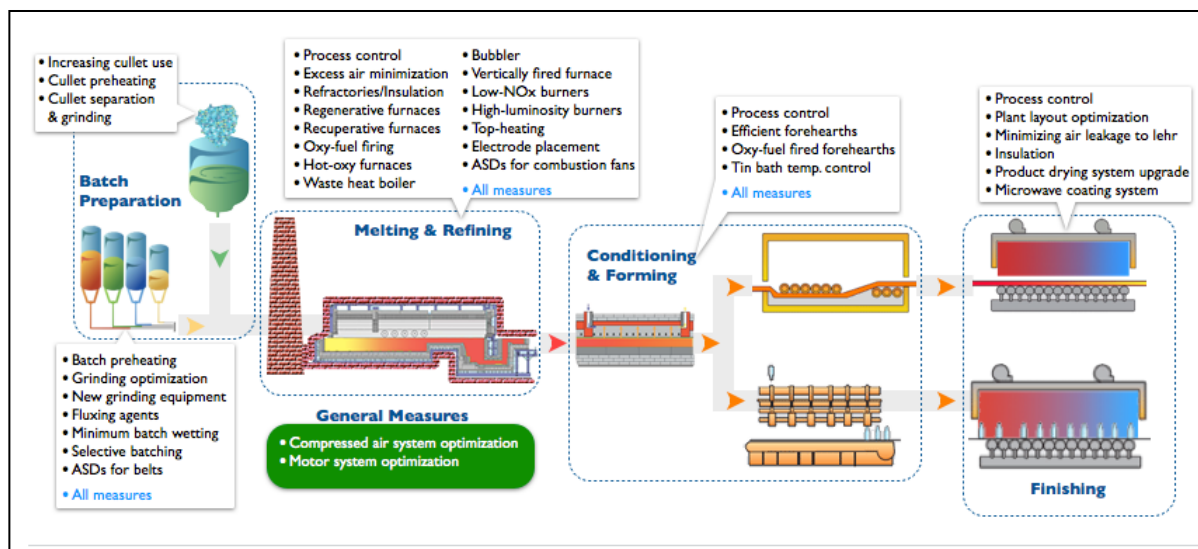 • Increasing cullet use
• Cullet preheating
• Cullet separation
& grinding
Batch
Preparation
• Batch preheating
• Grinding optimization
• New grinding equipment
• Fluxing agents
• Minimum batch wetting
• Selective batching
• ASDs for belts
• All measures
• Process control
• Excess air minimization
• Refractories/Insulation
• Regenerative furnaces
• Recuperative furnaces
• Oxy-fuel firing
• Hot-oxy furnaces
• Waste heat boiler
• Bubbler
• Vertically fired furnace
• Low-NOx burners
• High-luminosity burners
• Top-heating
• Electrode placement
• ASDs for combustion fans
• All measures
Melting & Refining
General Measures
• Compressed air system optimization
• Motor system optimization
• Process control
• Efficient forehearths
• Oxy-fuel fired forehearths
• Tin bath temp. control
• All measures
Conditioning
& Forming
• Process control
• Plant layout optimization
• Minimizing air leakage to lehr
• Insulation
• Product drying system upgrade
• Microwave coating system
Finishing